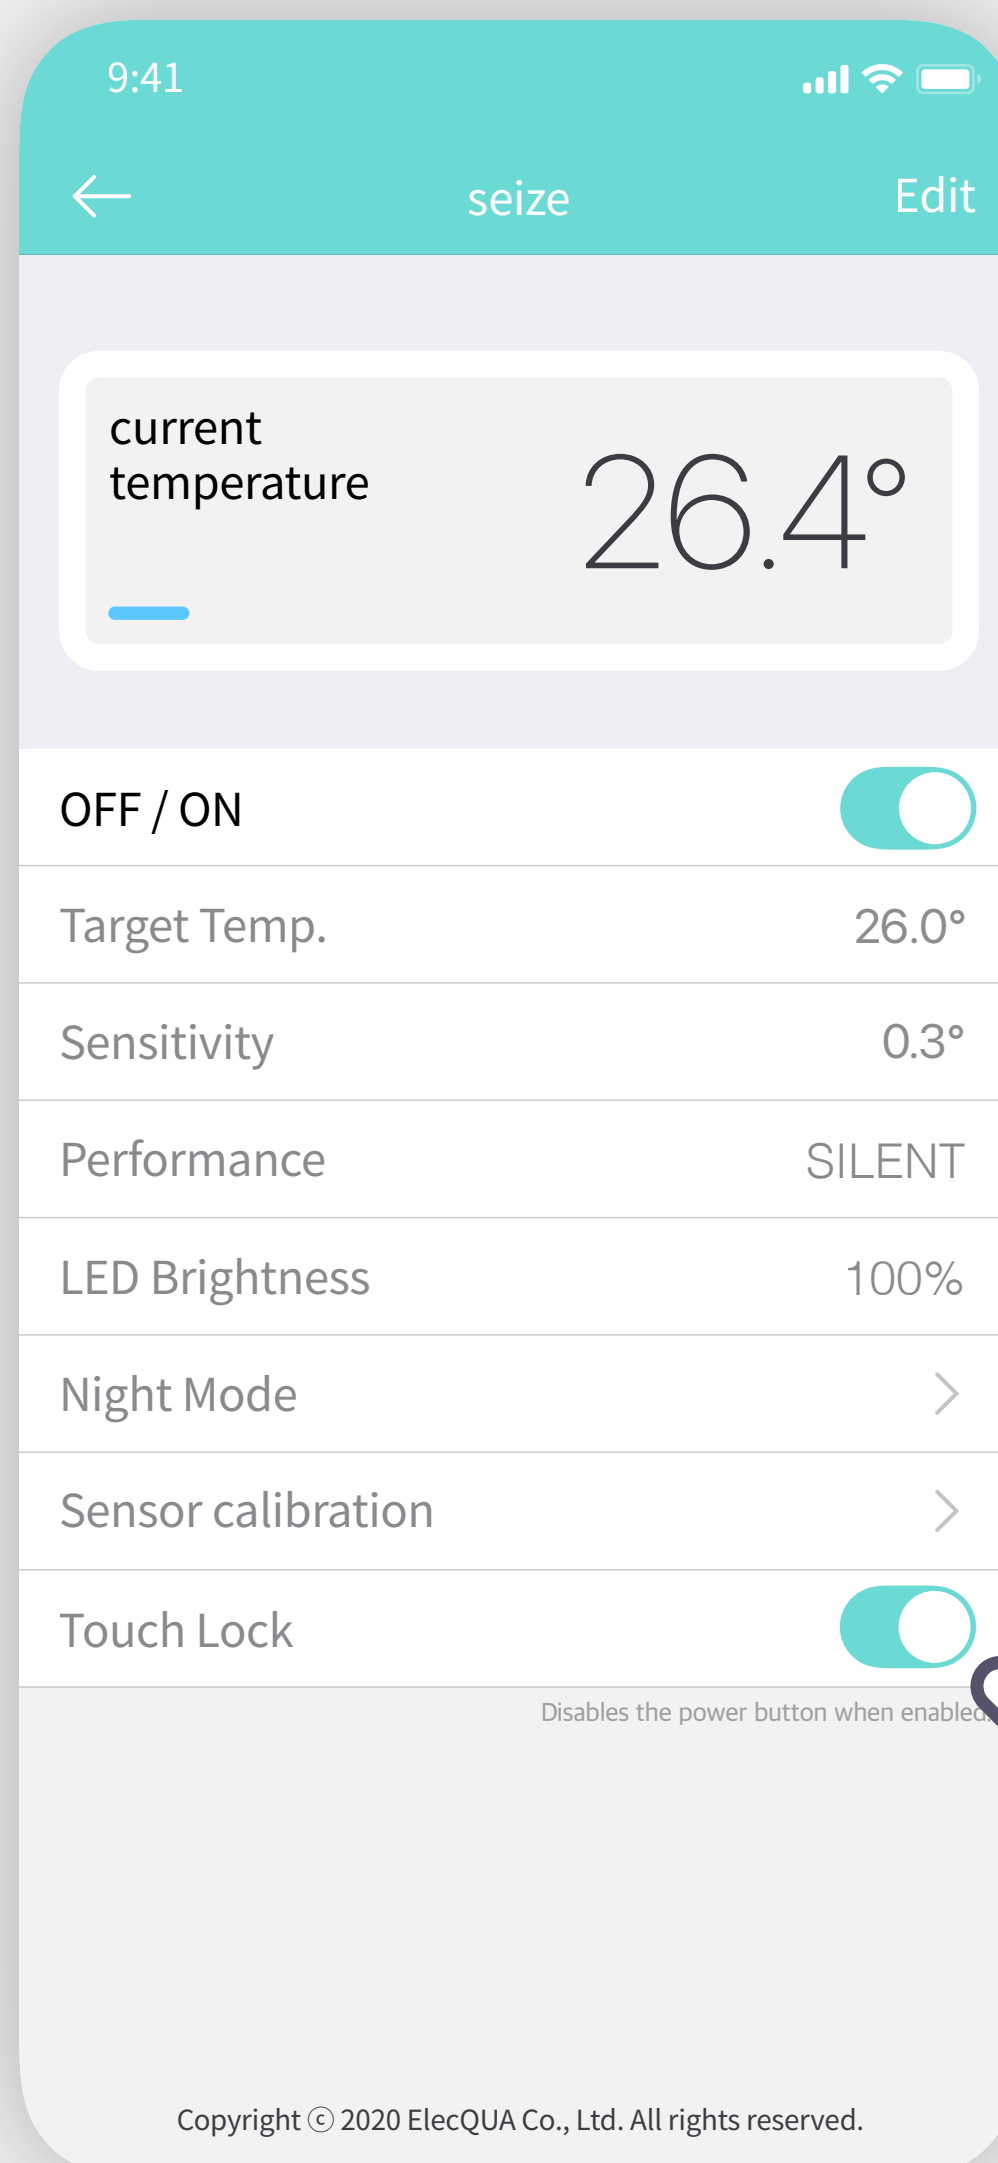 9:41
seize
Edit
current
temperature
26.4°
OFF / ON
Target Temp.
26.0°
Sensitivity
0.3°
Performance
SILENT
LED Brightness
100%
Night Mode
Sensor calibration
Touch Lock
Disables the power button when enabled.
Copyright ⓒ 2020 ElecQUA Co., Ltd. All rights reserved.